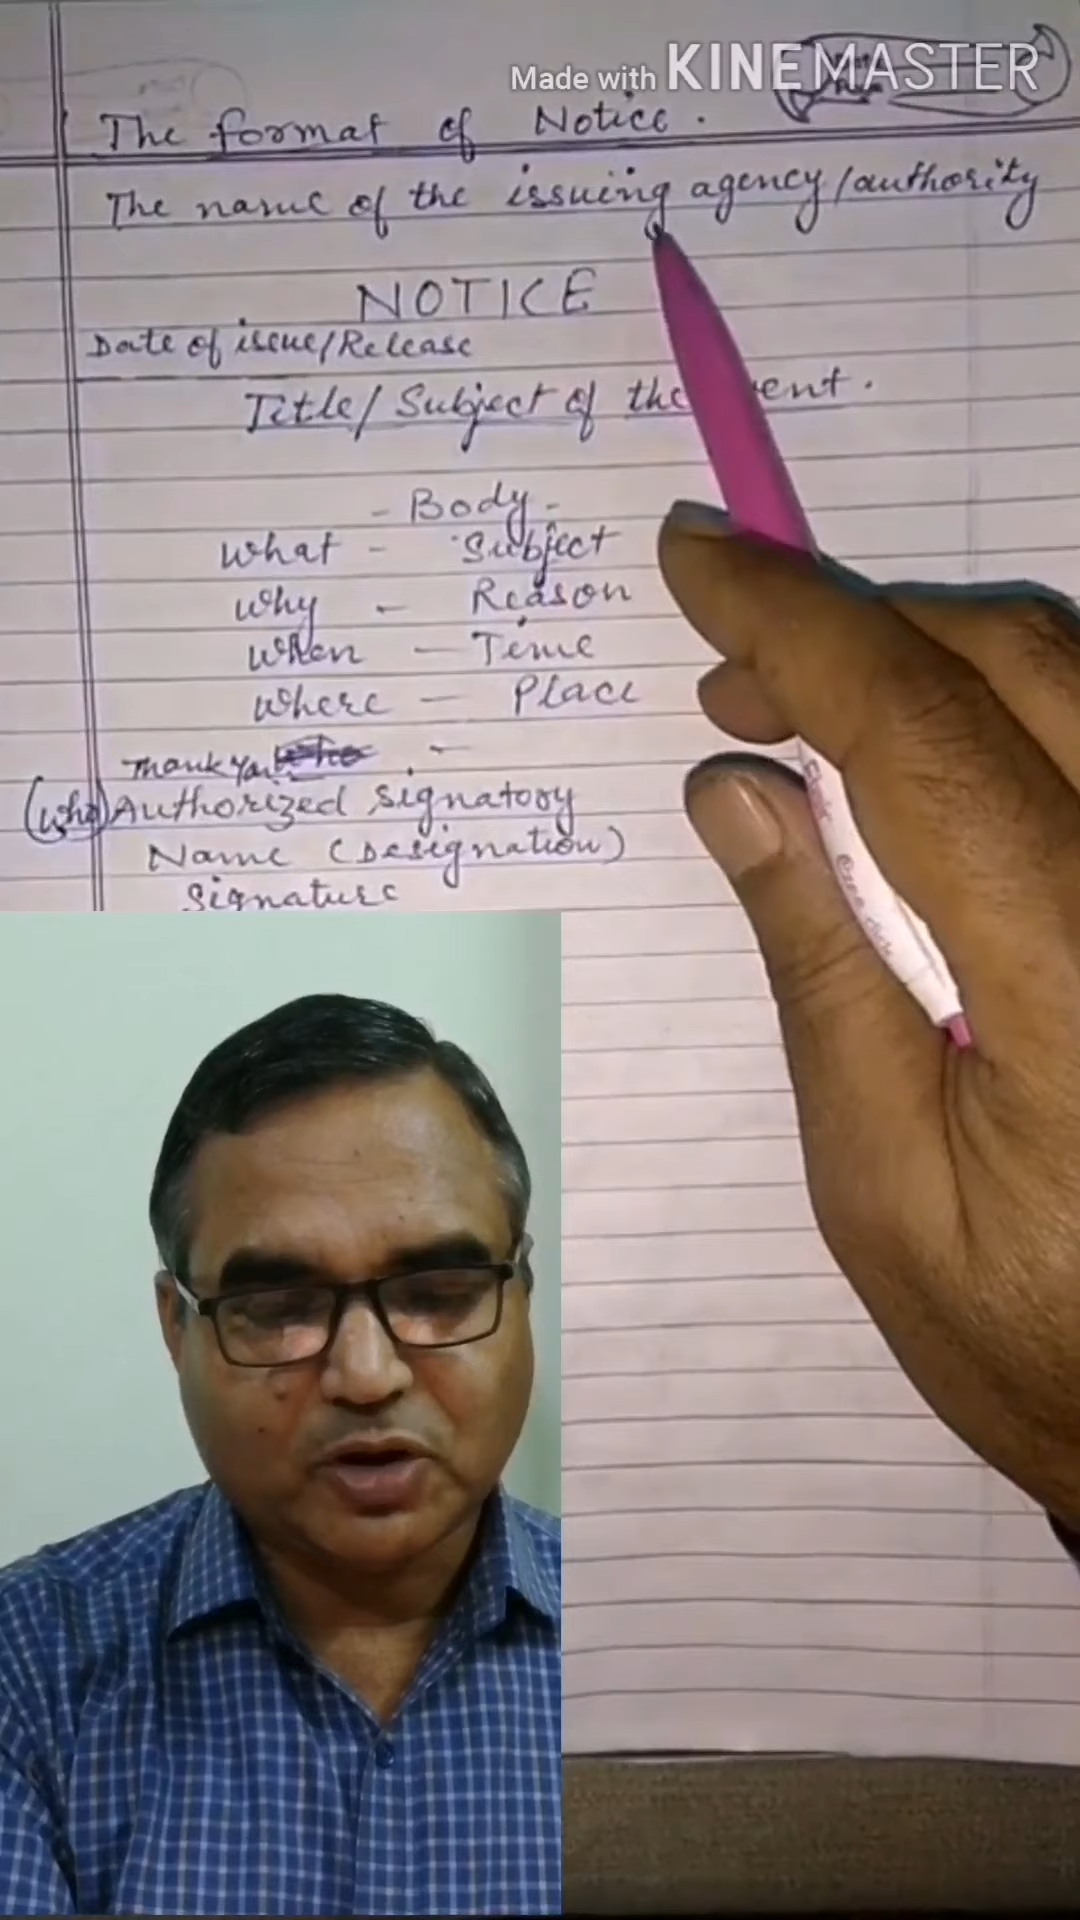 Made with KINEMASTER
The format of Notice.
The name of the issuing agency/authority
NOTICE
Date of issue/Release
Title/Subject of the vent.
- Body -
What - Subject
Why - Reason
When - Time
Where - Place
Thank You. -
(who) Authorized signatory
Name (Designation)
Signature